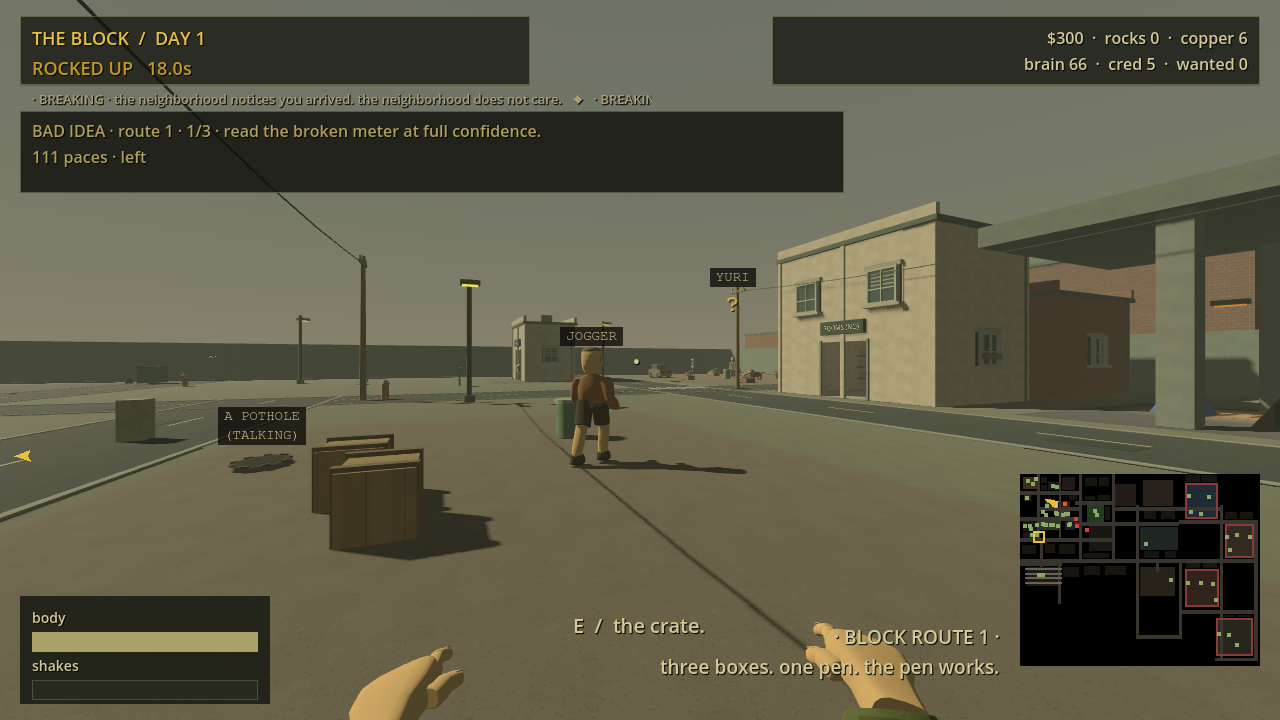 THE BLOCK / DAY 1
ROCKED UP 18.0s
$300 · rocks 0 · copper 6
brain 66 · cred 5 · wanted 0
· BREAKING · the neighborhood notices you arrived. the neighborhood does not care. ◆ · BREAKIN
BAD IDEA · route 1 · 1/3 · read the broken meter at full confidence.
111 paces · left
YURI
?
JOGGER
ROOMS (NO)
A POTHOLE
(TALKING)
body
shakes
E / the crate.
· BLOCK ROUTE 1 ·
three boxes. one pen. the pen works.